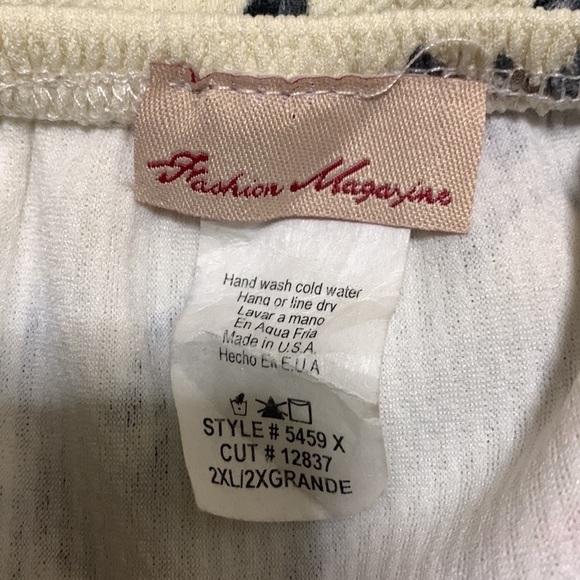 Fashion Magazine
Hand wash cold water
Hang or line dry
Lavar a mano
En Agua Fria
Made in U.S.A.
Hecho En E.U.A
STYLE # 5459 X
CUT # 12837
2XL/2XGRANDE